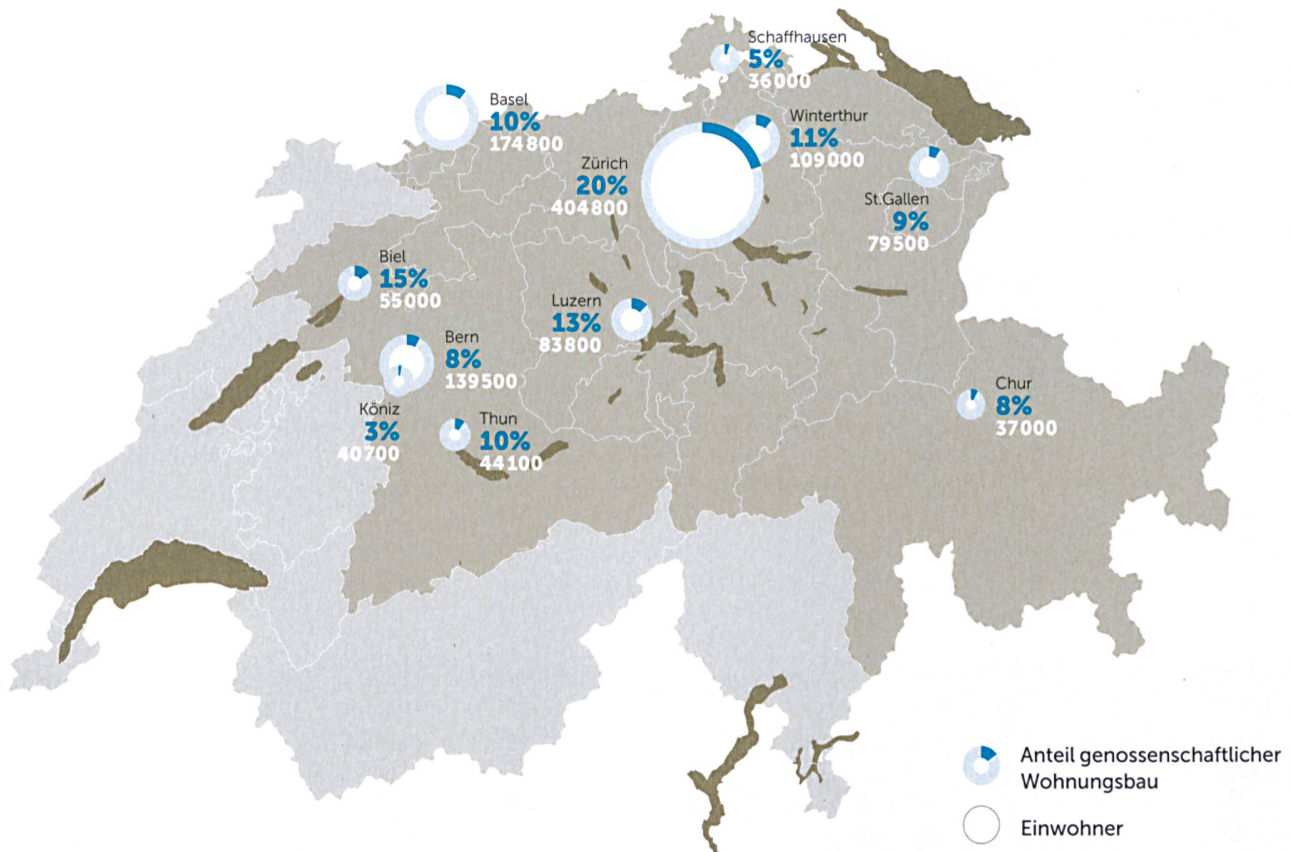 Schaffhausen
5%
36000
Basel
10%
174800
Winterthur
11%
109000
Zürich
20%
404800
St.Gallen
9%
79500
Biel
15%
55000
Luzern
13%
83800
Bern
8%
139500
Köniz
3%
40700
Thun
10%
44100
Chur
8%
37000
Anteil genossenschaftlicher
Wohnungsbau
Einwohner